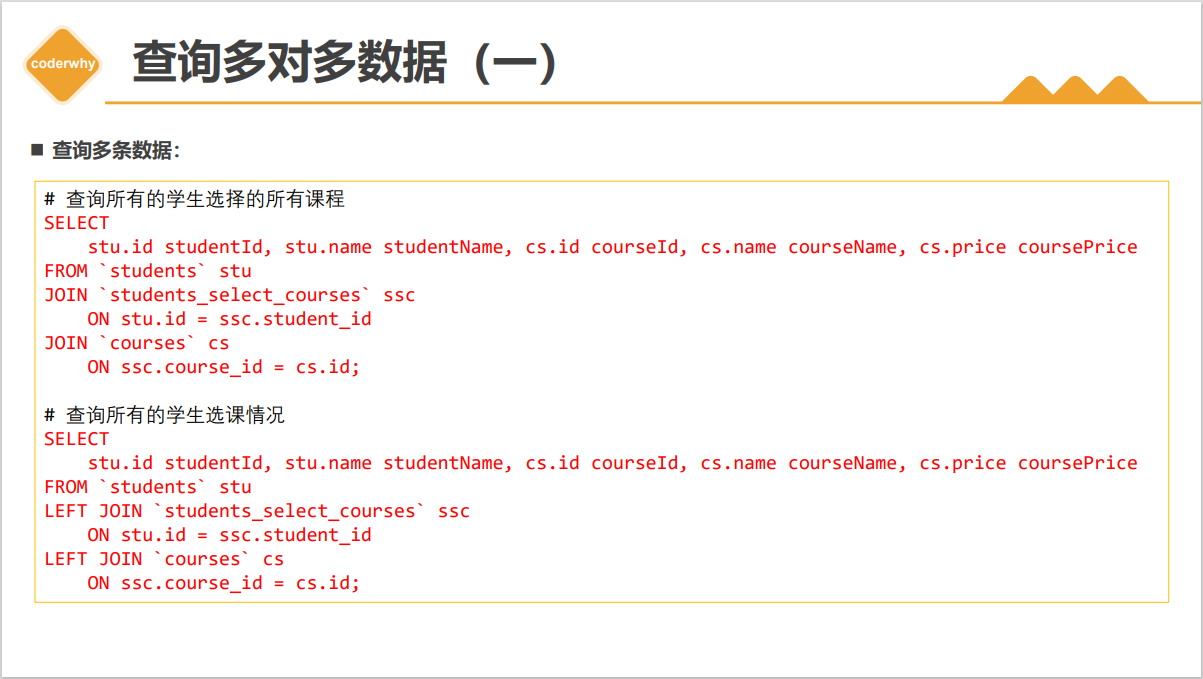 coderwhy
查询多对多数据（一）
■ 查询多条数据：
# 查询所有的学生选择的所有课程
SELECT
    stu.id studentId, stu.name studentName, cs.id courseId, cs.name courseName, cs.price coursePrice
FROM `students` stu
JOIN `students_select_courses` ssc
    ON stu.id = ssc.student_id
JOIN `courses` cs
    ON ssc.course_id = cs.id;
# 查询所有的学生选课情况
SELECT
    stu.id studentId, stu.name studentName, cs.id courseId, cs.name courseName, cs.price coursePrice
FROM `students` stu
LEFT JOIN `students_select_courses` ssc
    ON stu.id = ssc.student_id
LEFT JOIN `courses` cs
    ON ssc.course_id = cs.id;